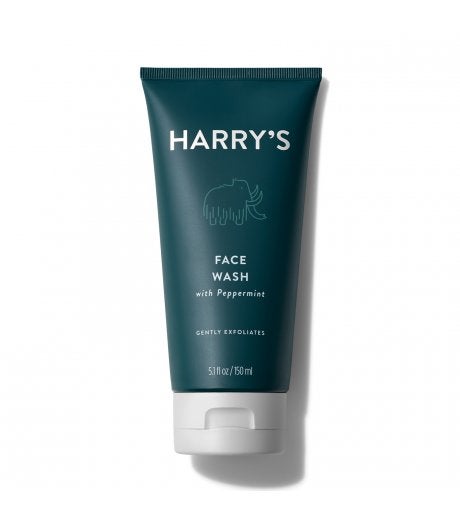 HARRY'S
FACE
WASH
with Peppermint
GENTLY EXFOLIATES
5.1 fl oz / 150 ml